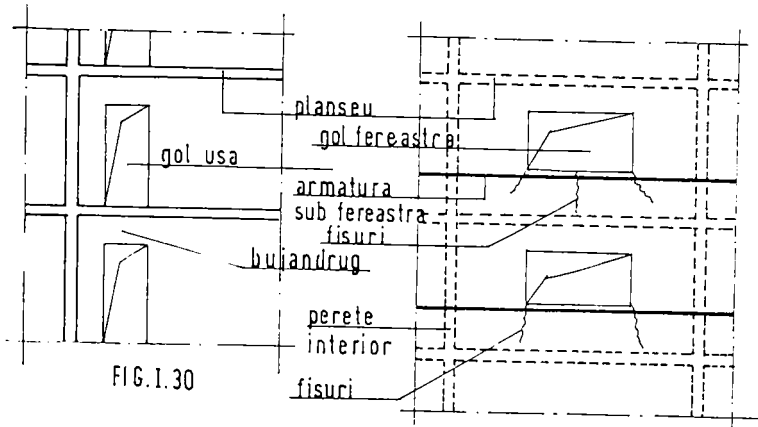 planseu
gol fereastra
gol usa
armatura
sub fereastra
fisuri
buiandrug
perete
interior
FIG.I.30
fisuri